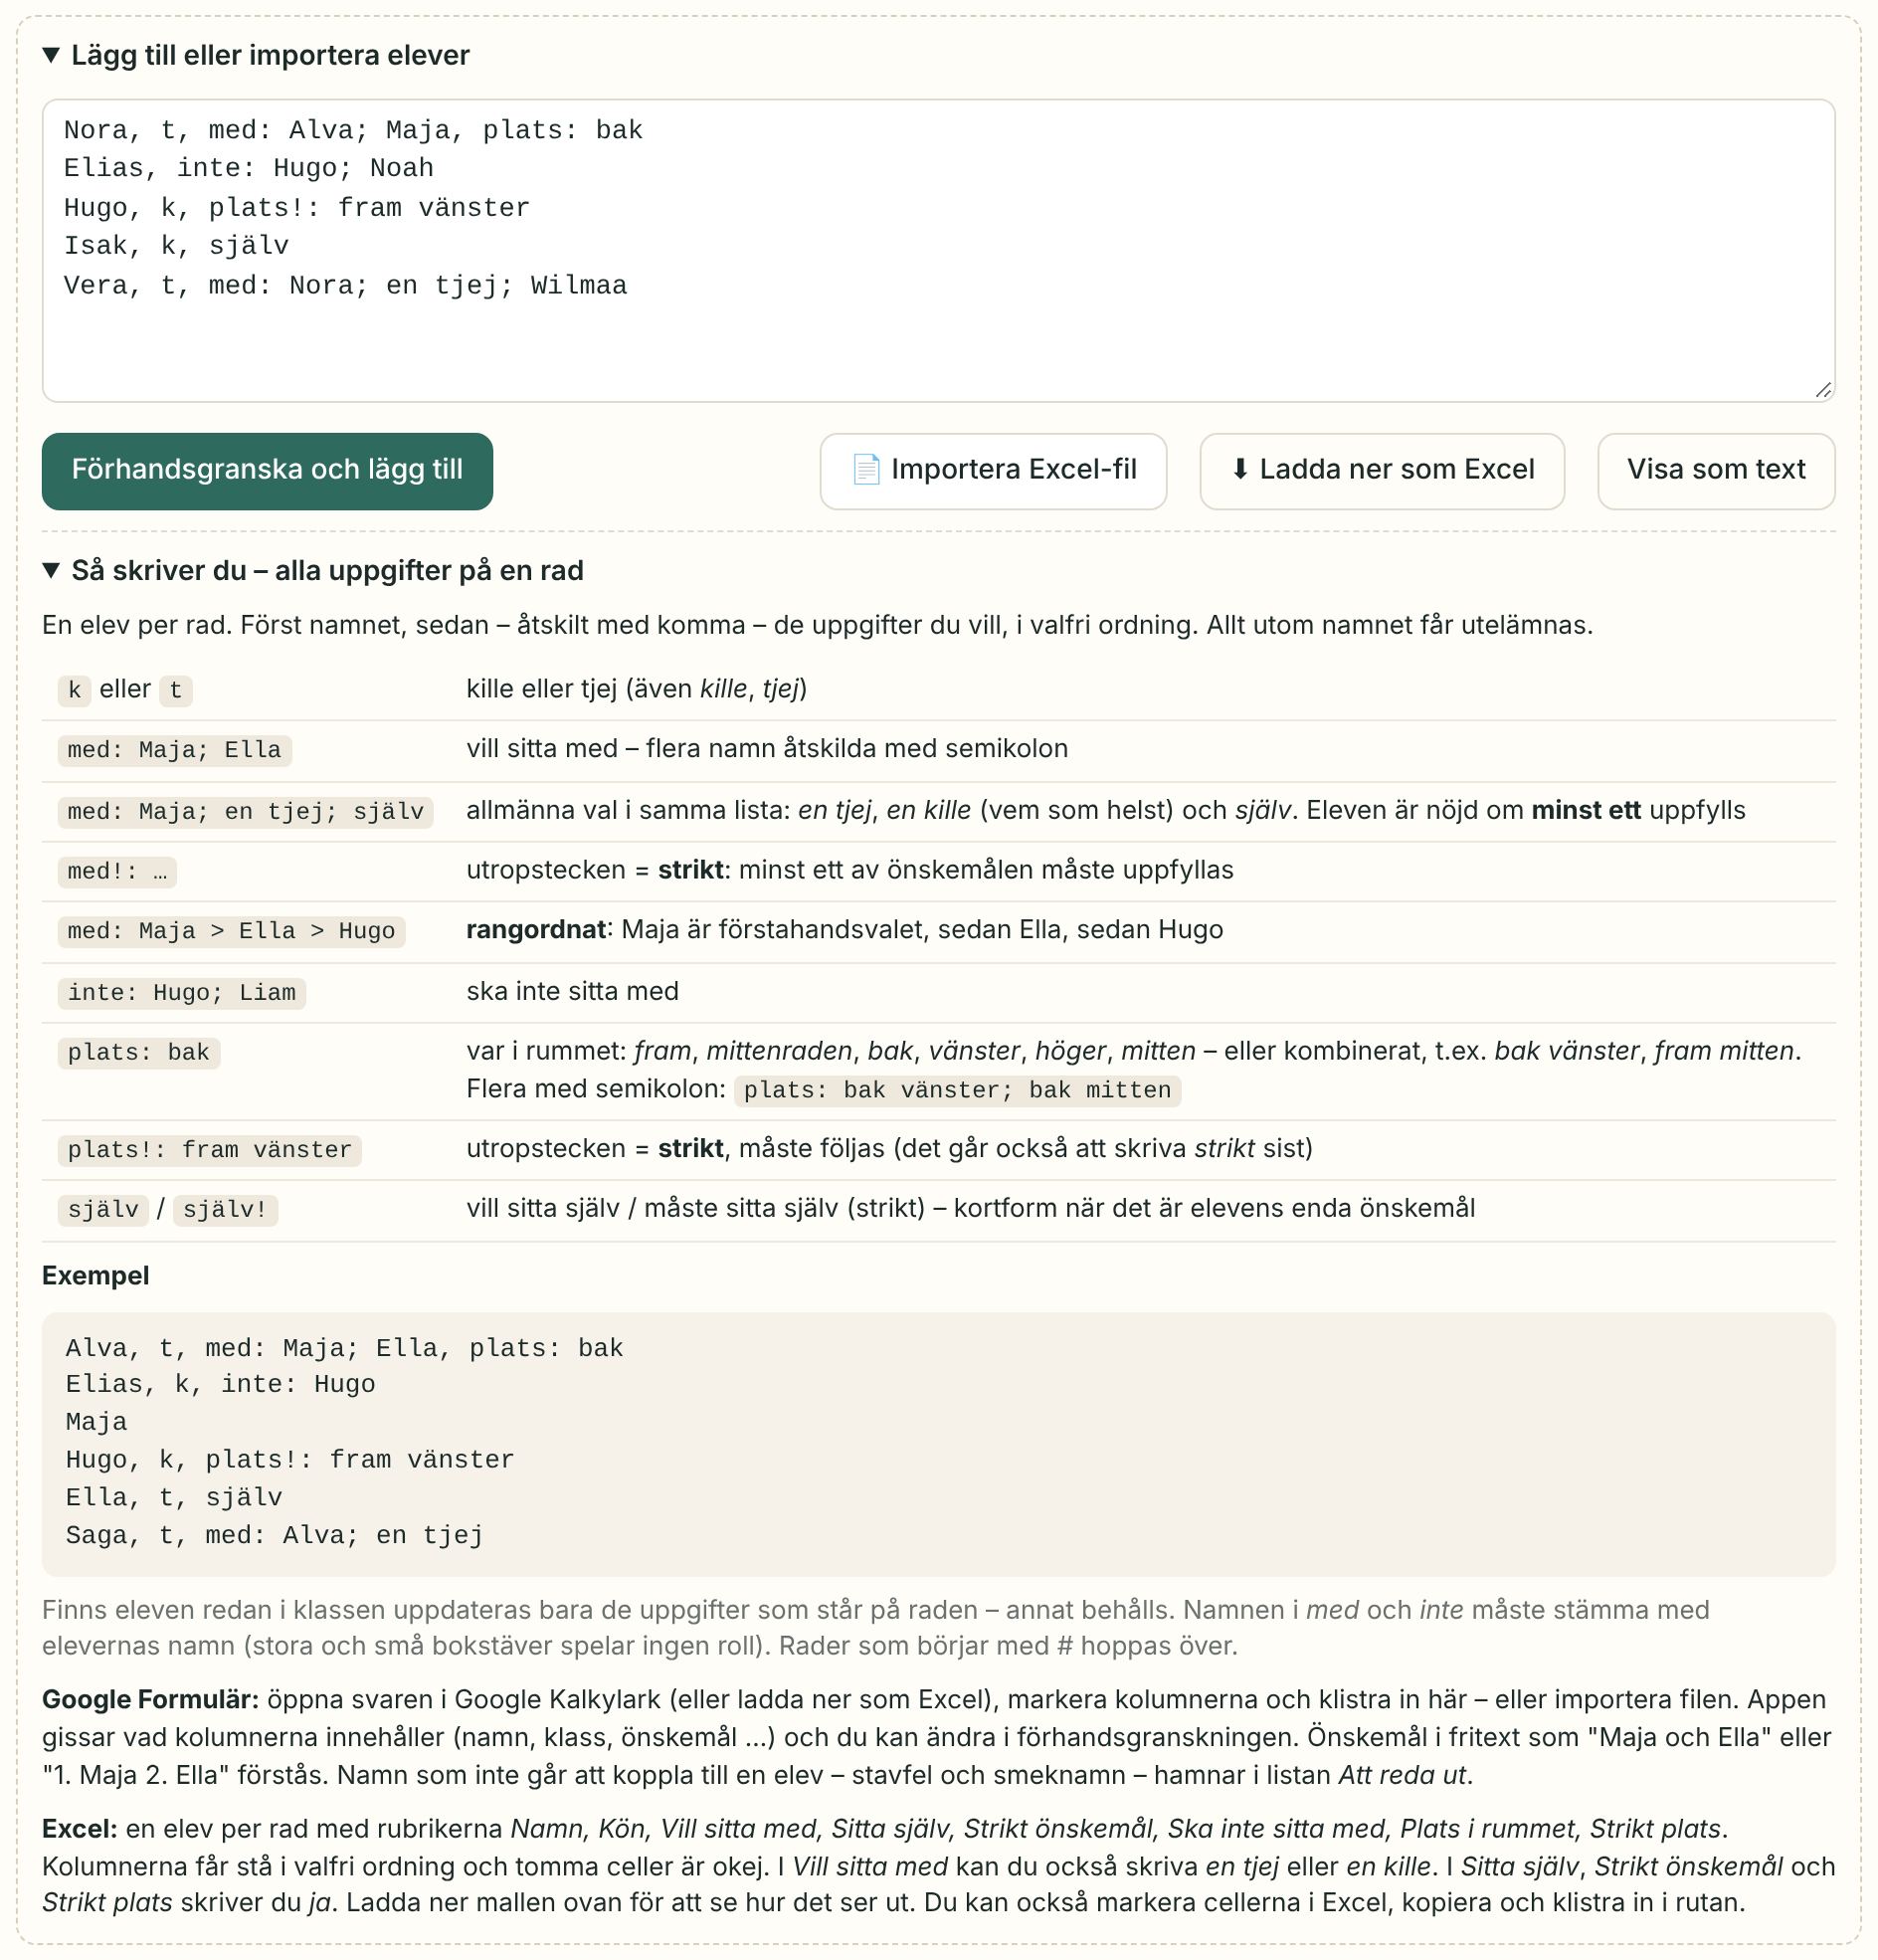 ▼ Lägg till eller importera elever
Nora, t, med: Alva; Maja, plats: bak
Elias, inte: Hugo; Noah
Hugo, k, plats!: fram vänster
Isak, k, själv
Vera, t, med: Nora; en tjej; Wilmaa
Förhandsgranska och lägg till
📄 Importera Excel-fil
⬇ Ladda ner som Excel
Visa som text
▼ Så skriver du – alla uppgifter på en rad
En elev per rad. Först namnet, sedan – åtskilt med komma – de uppgifter du vill, i valfri ordning. Allt utom namnet får utelämnas.
k eller t kille eller tjej (även kille, tjej)
med: Maja; Ella vill sitta med – flera namn åtskilda med semikolon
med: Maja; en tjej; själv allmänna val i samma lista: en tjej, en kille (vem som helst) och själv. Eleven är nöjd om minst ett uppfylls
med!: … utropstecken = strikt: minst ett av önskemålen måste uppfyllas
med: Maja > Ella > Hugo rangordnat: Maja är förstahandsvalet, sedan Ella, sedan Hugo
inte: Hugo; Liam ska inte sitta med
plats: bak var i rummet: fram, mittenraden, bak, vänster, höger, mitten – eller kombinerat, t.ex. bak vänster, fram mitten.
Flera med semikolon: plats: bak vänster; bak mitten
plats!: fram vänster utropstecken = strikt, måste följas (det går också att skriva strikt sist)
själv / själv! vill sitta själv / måste sitta själv (strikt) – kortform när det är elevens enda önskemål
Exempel
Alva, t, med: Maja; Ella, plats: bak
Elias, k, inte: Hugo
Maja
Hugo, k, plats!: fram vänster
Ella, t, själv
Saga, t, med: Alva; en tjej
Finns eleven redan i klassen uppdateras bara de uppgifter som står på raden – annat behålls. Namnen i med och inte måste stämma med
elevernas namn (stora och små bokstäver spelar ingen roll). Rader som börjar med # hoppas över.
Google Formulär: öppna svaren i Google Kalkylark (eller ladda ner som Excel), markera kolumnerna och klistra in här – eller importera filen. Appen
gissar vad kolumnerna innehåller (namn, klass, önskemål …) och du kan ändra i förhandsgranskningen. Önskemål i fritext som "Maja och Ella" eller
"1. Maja 2. Ella" förstås. Namn som inte går att koppla till en elev – stavfel och smeknamn – hamnar i listan Att reda ut.
Excel: en elev per rad med rubrikerna Namn, Kön, Vill sitta med, Sitta själv, Strikt önskemål, Ska inte sitta med, Plats i rummet, Strikt plats.
Kolumnerna får stå i valfri ordning och tomma celler är okej. I Vill sitta med kan du också skriva en tjej eller en kille. I Sitta själv, Strikt önskemål och
Strikt plats skriver du ja. Ladda ner mallen ovan för att se hur det ser ut. Du kan också markera cellerna i Excel, kopiera och klistra in i rutan.